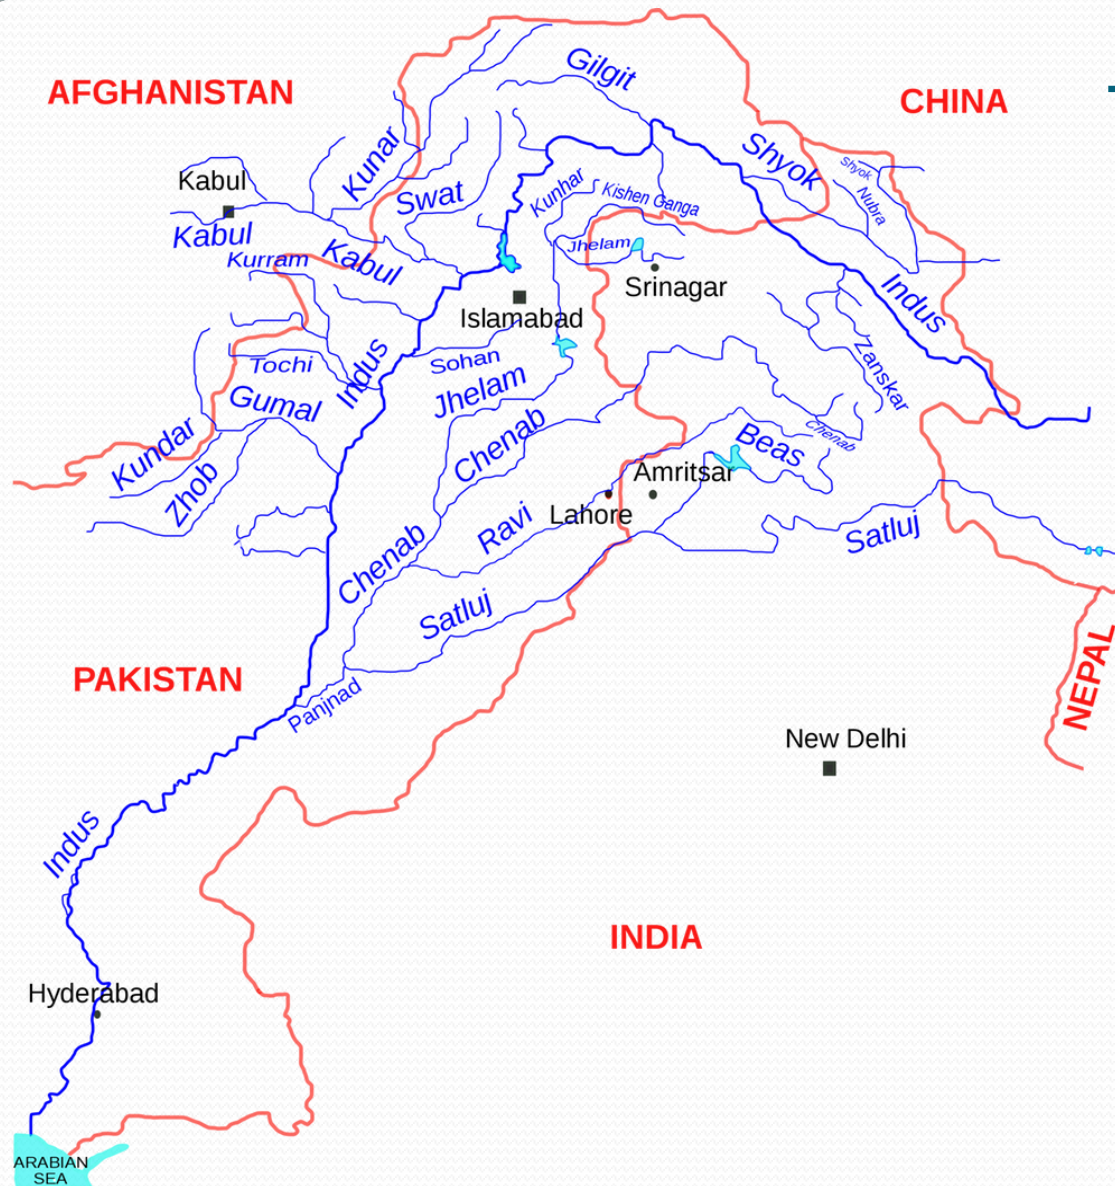 Gilgit
AFGHANISTAN
CHINA
Kunar
Shyok
Shyok
Kabul
Swat
Kunhar
Kishen Ganga
Nubra
Kabul
Kurram
Kabul
Jhelam
Srinagar
Indus
Islamabad
Sohan
Tochi
Indus
Zanskar
Jhelam
Gumal
Chenab
Chenab
Beas
Kundar
Zhob
Amritsar
Lahore
Ravi
Satluj
Chenab
Satluj
PAKISTAN
NEPAL
Panjnad
New Delhi
Indus
INDIA
Hyderabad
ARABIAN
SEA